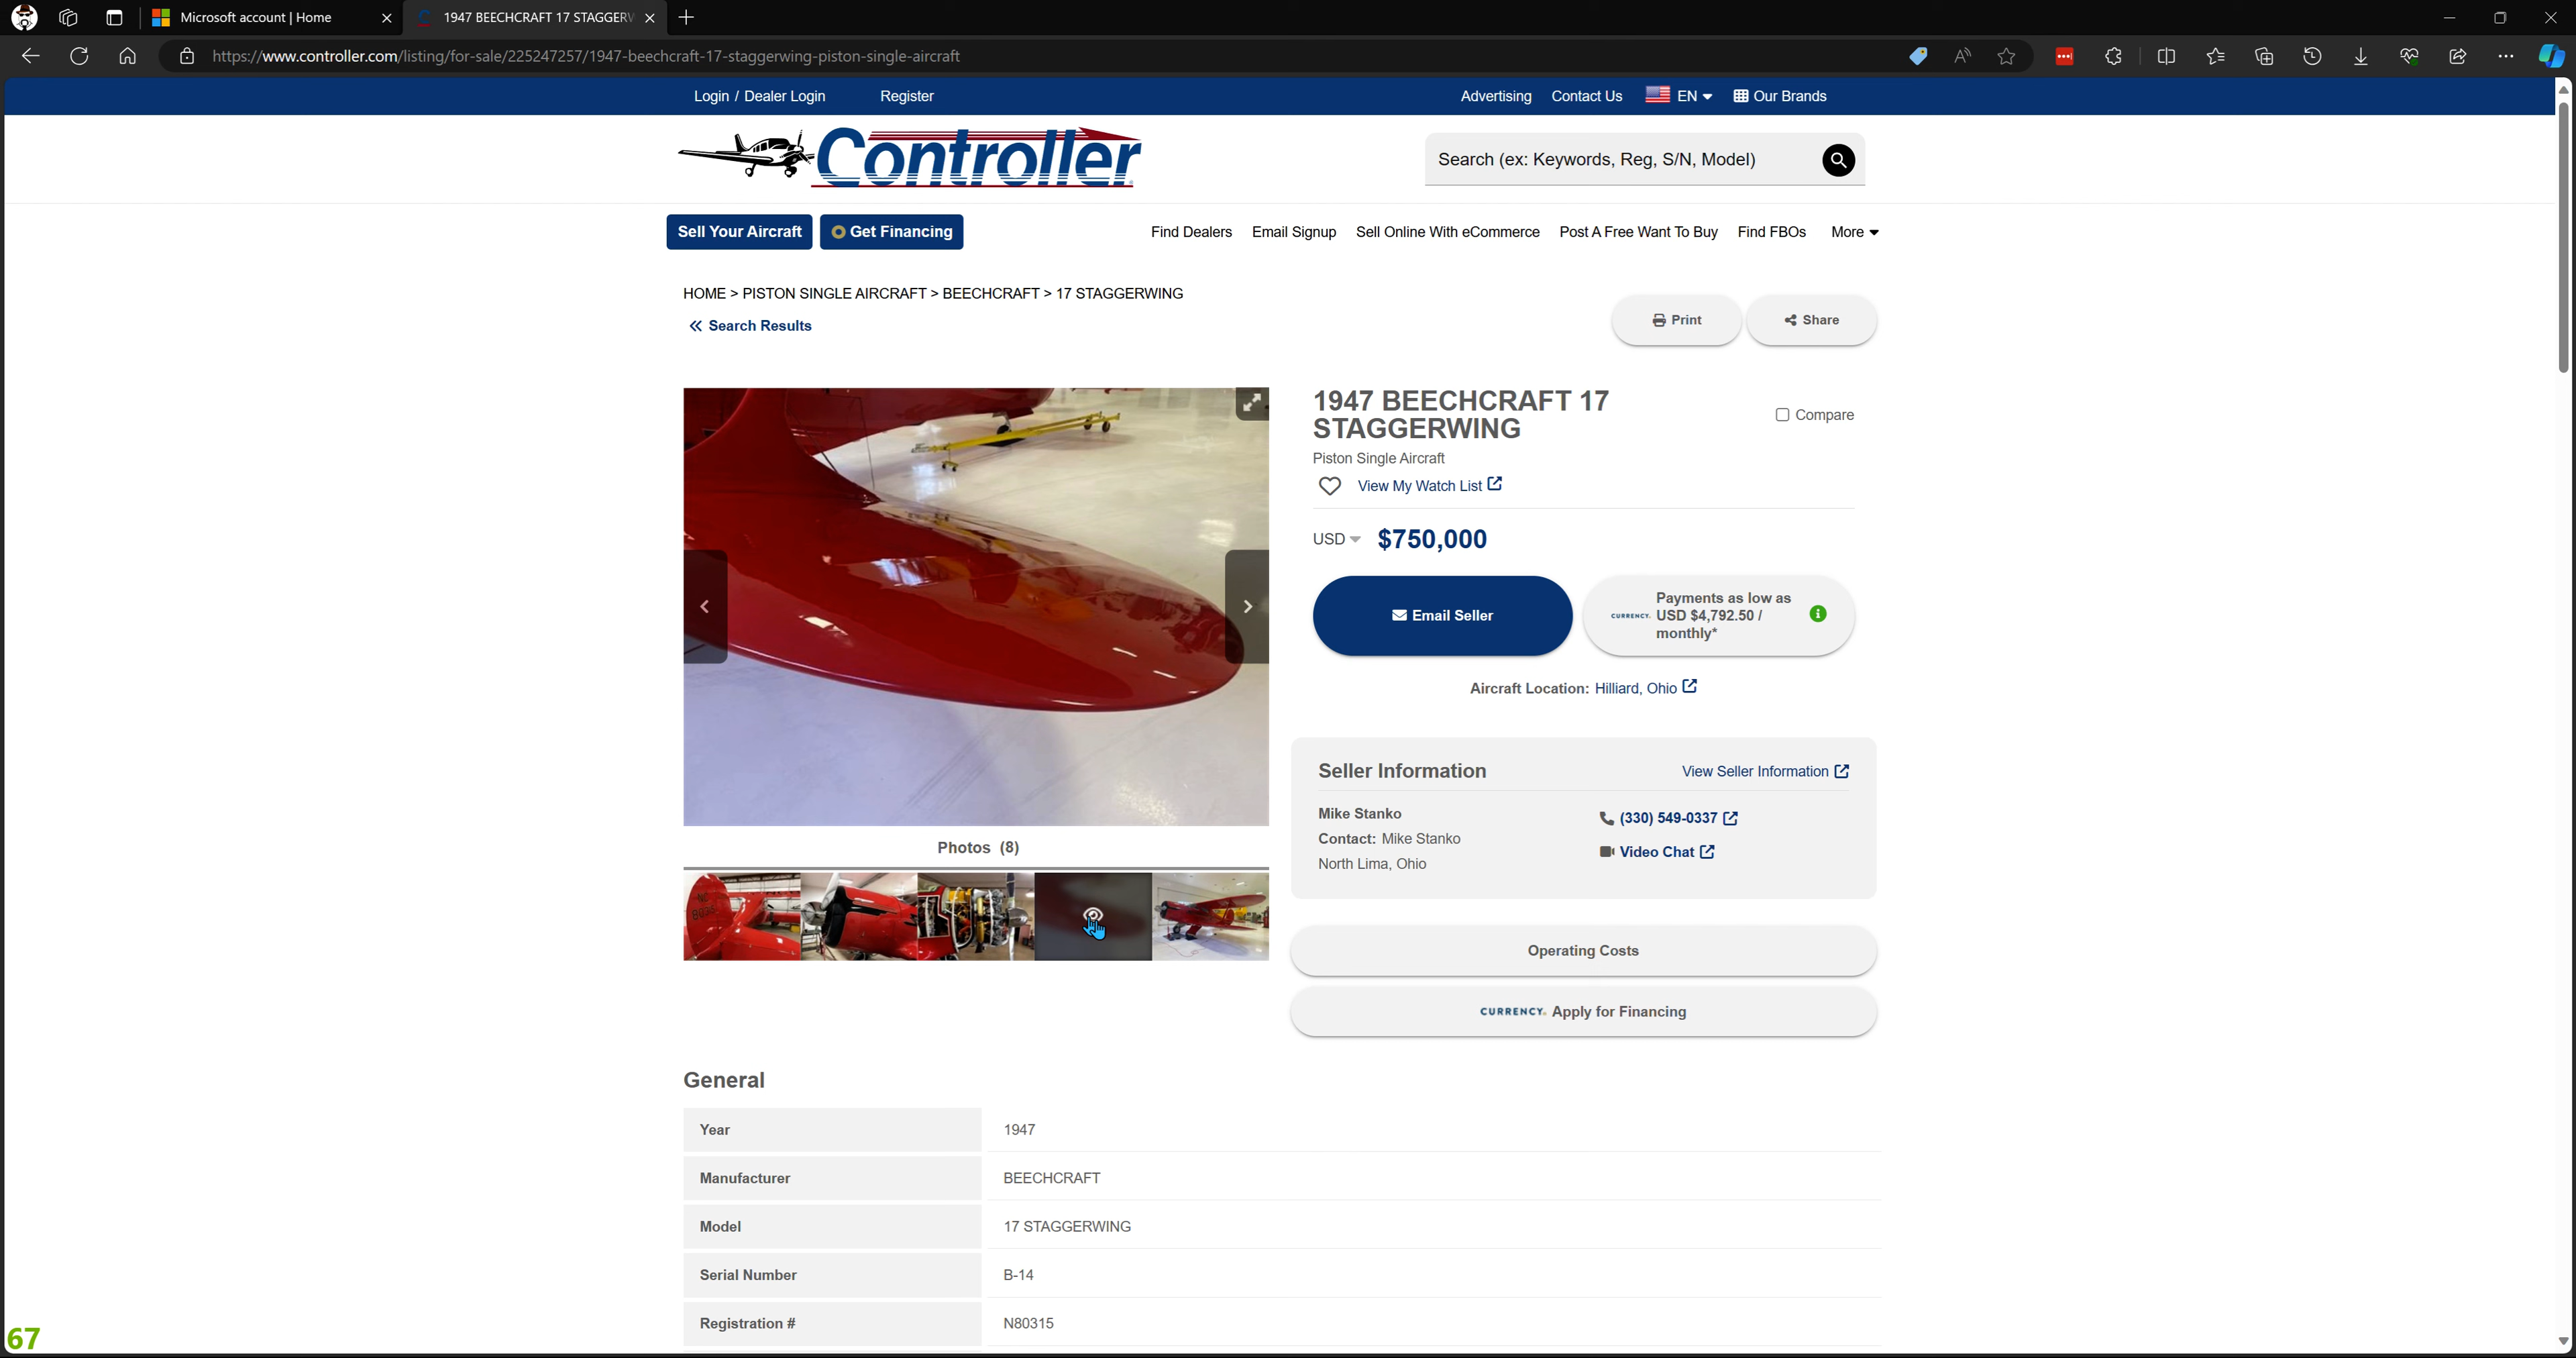 Microsoft account | Home
1947 BEECHCRAFT 17 STAGGERW
https://www.controller.com/listing/for-sale/225247257/1947-beechcraft-17-staggerwing-piston-single-aircraft
Login / Dealer Login Register Advertising Contact Us EN Our Brands
Controller
Search (ex: Keywords, Reg, S/N, Model)
Sell Your Aircraft Get Financing Find Dealers Email Signup Sell Online With eCommerce Post A Free Want To Buy Find FBOs More
HOME > PISTON SINGLE AIRCRAFT > BEECHCRAFT > 17 STAGGERWING
Search Results
Print Share
1947 BEECHCRAFT 17
STAGGERWING
Compare
Piston Single Aircraft
View My Watch List
USD $750,000
Email Seller
CURRENCY.
Payments as low as
USD $4,792.50 /
monthly*
Aircraft Location: Hilliard, Ohio
Seller Information View Seller Information
Mike Stanko
Contact: Mike Stanko
North Lima, Ohio
(330) 549-0337
Video Chat
Photos (8)
Operating Costs
CURRENCY. Apply for Financing
General
Year 1947
Manufacturer BEECHCRAFT
Model 17 STAGGERWING
Serial Number B-14
Registration # N80315
67